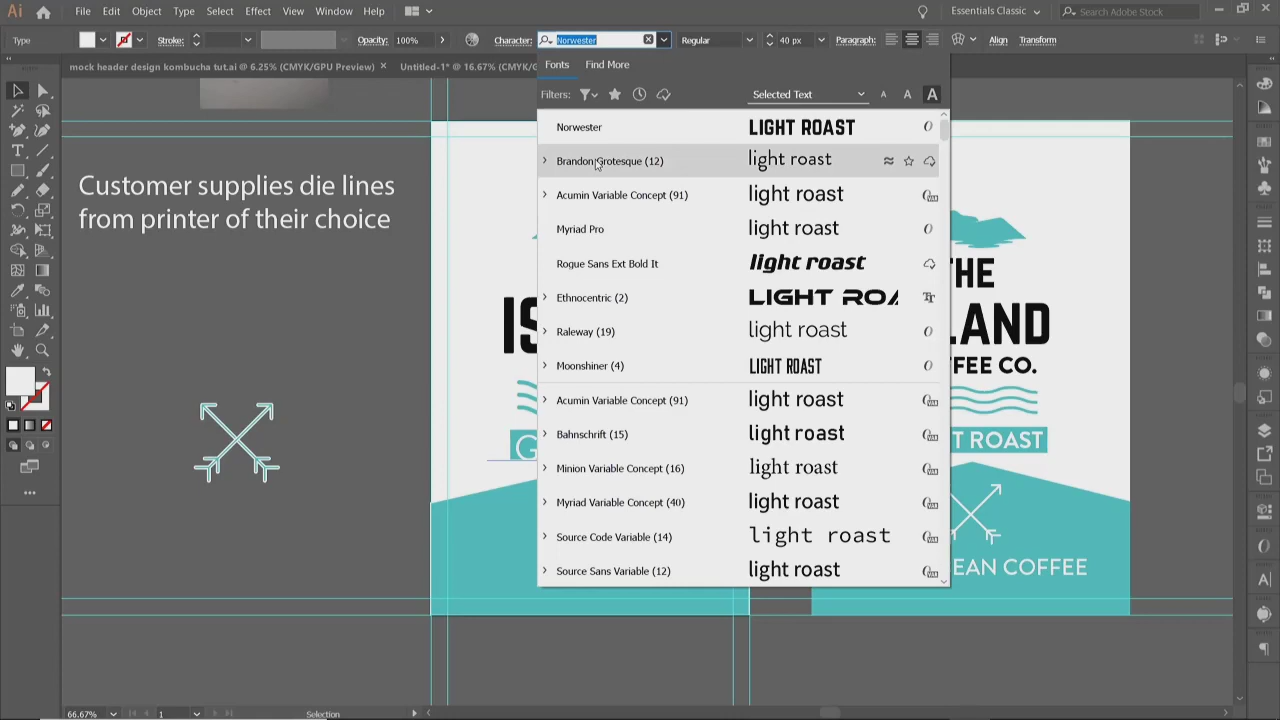 Ai File Edit Object Type Select Effect View Window Help Essentials Classic Search Adobe Stock
Type Stroke: Opacity: 100% Character: Norwester Regular 40 px Paragraph: Align Transform
mock header design kombucha tut.ai @ 6.25% (CMYK/GPU Preview) × Untitled-1* @ 16.67% (CMYK/G
Fonts Find More
Filters: Selected Text A A A
Norwester LIGHT ROAST
Brandon Grotesque (12) light roast
Acumin Variable Concept (91) light roast
Myriad Pro light roast
Rogue Sans Ext Bold It light roast
Ethnocentric (2) LIGHT ROA
Raleway (19) light roast
Moonshiner (4) LIGHT ROAST
Acumin Variable Concept (91) light roast
Bahnschrift (15) light roast
Minion Variable Concept (16) light roast
Myriad Variable Concept (40) light roast
Source Code Variable (14) light roast
Source Sans Variable (12) light roast
Customer supplies die lines
from printer of their choice
IS
G
THE
LAND
FEE CO.
T ROAST
EAN COFFEE
66.67% 1 Selection